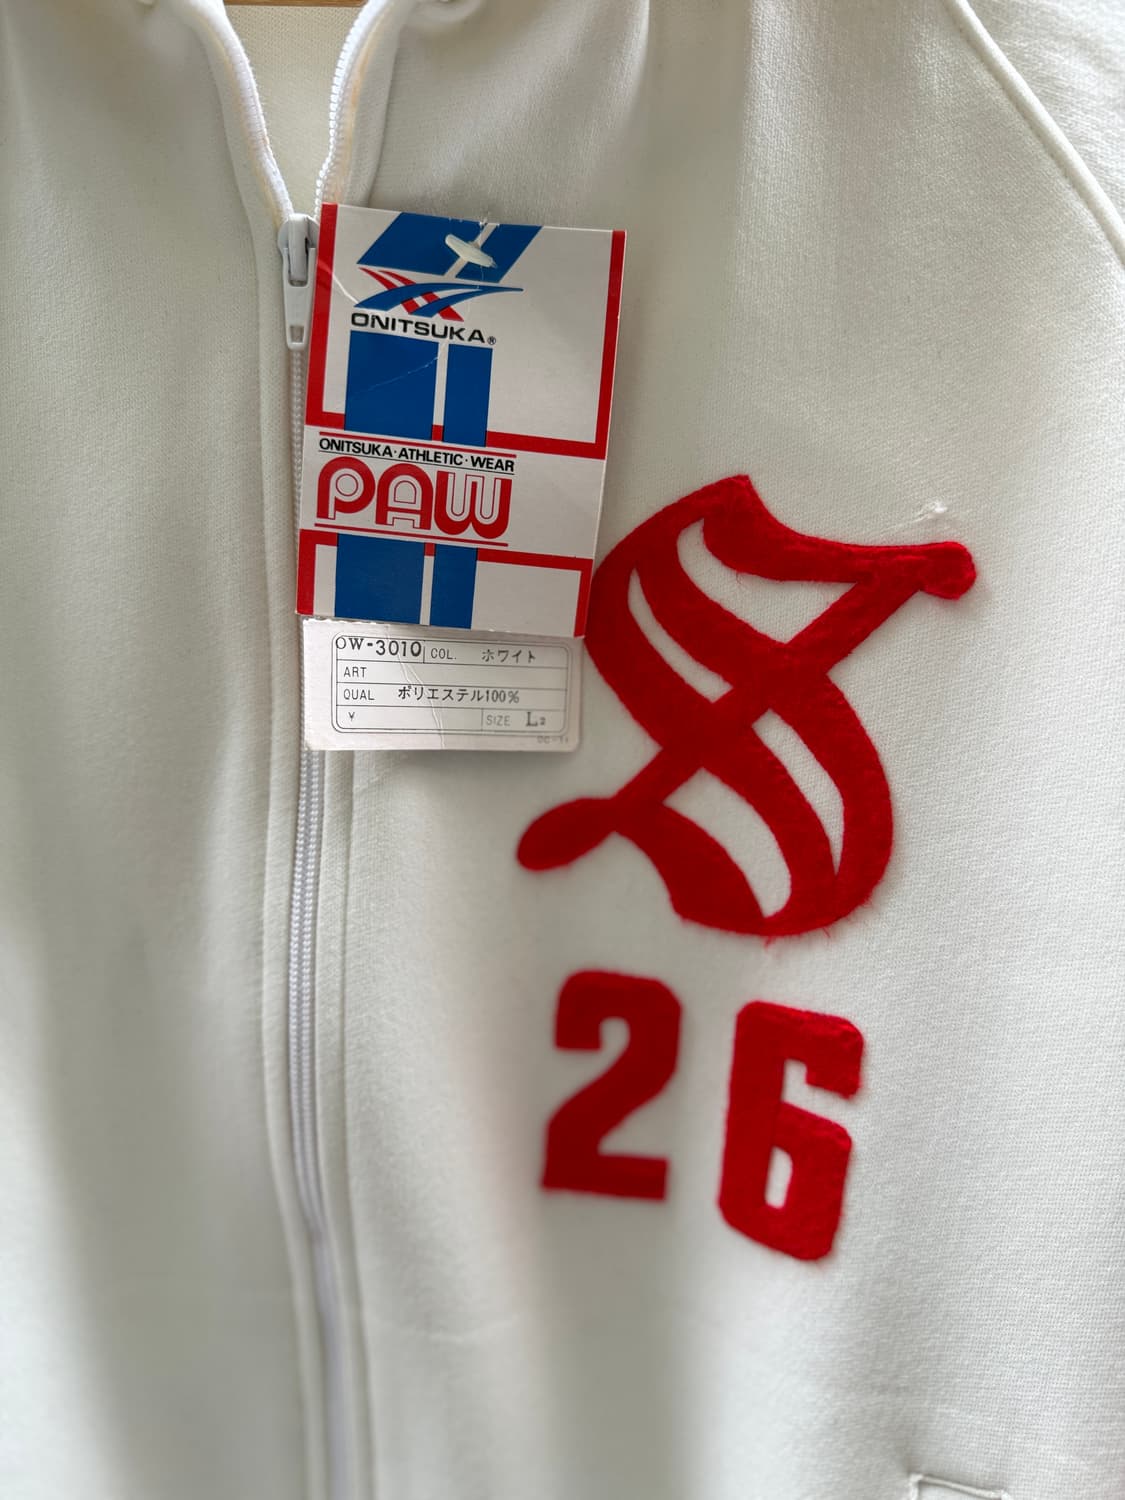 ONITSUKA®
ONITSUKA·ATHLETIC·WEAR
PAW
OW-3010 COL. ホワイト
ART
QUAL ポリエステル100%
¥ SIZE L2
S
26